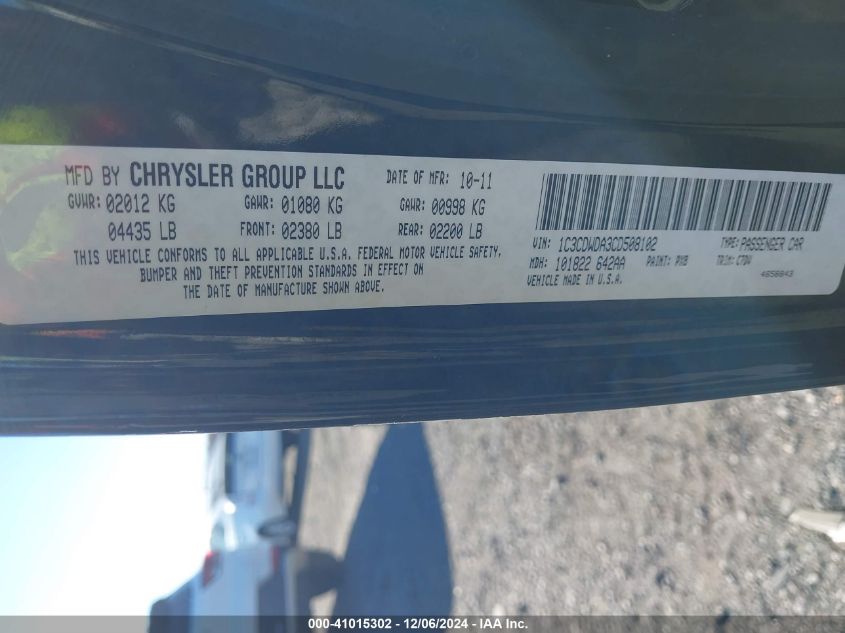 MFD BY CHRYSLER GROUP LLC DATE OF MFR: 10-11
GVWR: 02012 KG GAWR: 01080 KG GAWR: 00998 KG
04435 LB FRONT: 02380 LB REAR: 02200 LB
THIS VEHICLE CONFORMS TO ALL APPLICABLE U.S.A. FEDERAL MOTOR VEHICLE SAFETY,
BUMPER AND THEFT PREVENTION STANDARDS IN EFFECT ON
THE DATE OF MANUFACTURE SHOWN ABOVE.
VIN: 1C3CDWDA3CD508102 TYPE: PASSENGER CAR
MDH: 101822 642AA PAINT: PXB TRIM: C7DV
VEHICLE MADE IN U.S.A. 4658843
000-41015302 - 12/06/2024 - IAA Inc.